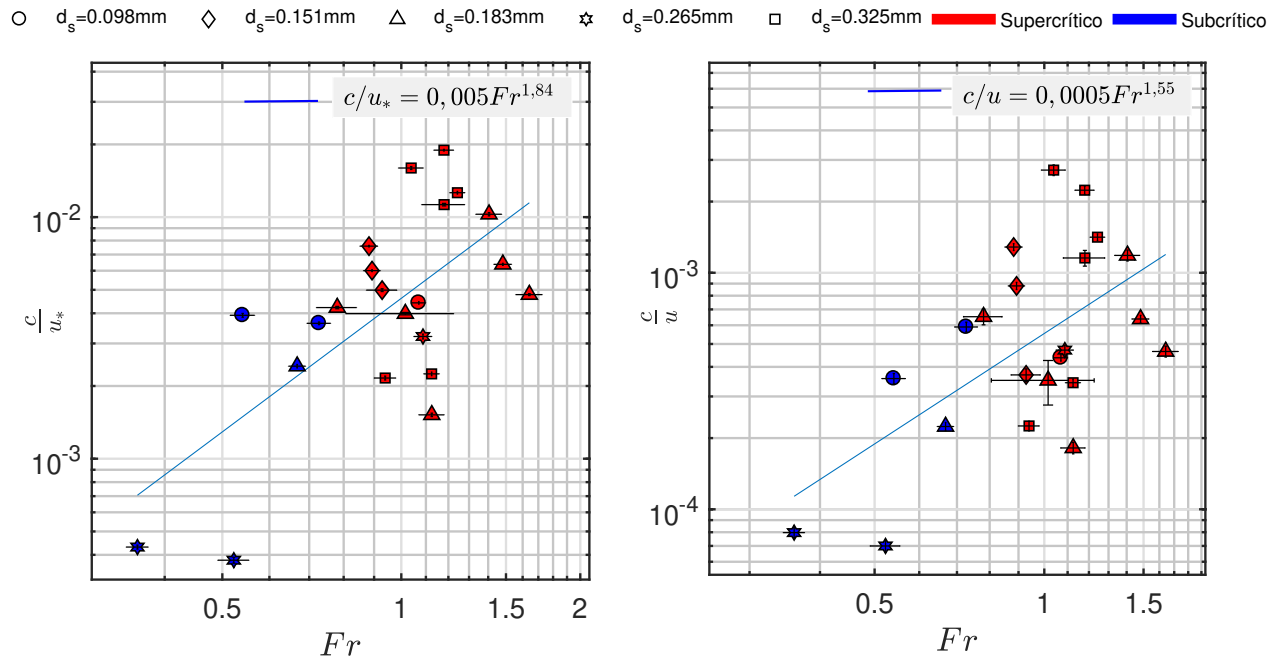 d_s=0.098mm d_s=0.151mm d_s=0.183mm d_s=0.265mm d_s=0.325mm Supercrítico Subcrítico
c/u_* = 0,005Fr^{1,84}
10^{-2}
10^{-3}
c/u_*
0.5 1 1.5 2
Fr
c/u = 0,0005Fr^{1,55}
10^{-3}
10^{-4}
c/u
0.5 1 1.5
Fr